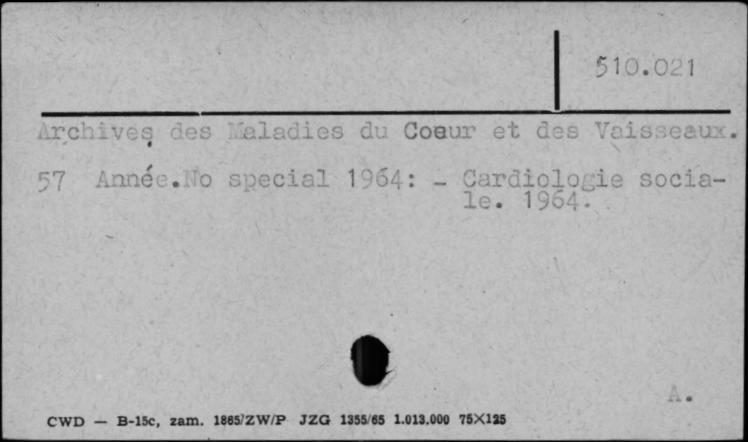 510.021
Archives des Maladies du Coeur et des Vaisseaux.
57 Année.No special 1964: - Cardiologie socia-
le. 1964.
A.
CWD — B-15c, zam. 1865/ZW/P JZG 1355/65 1.013.000 75X125